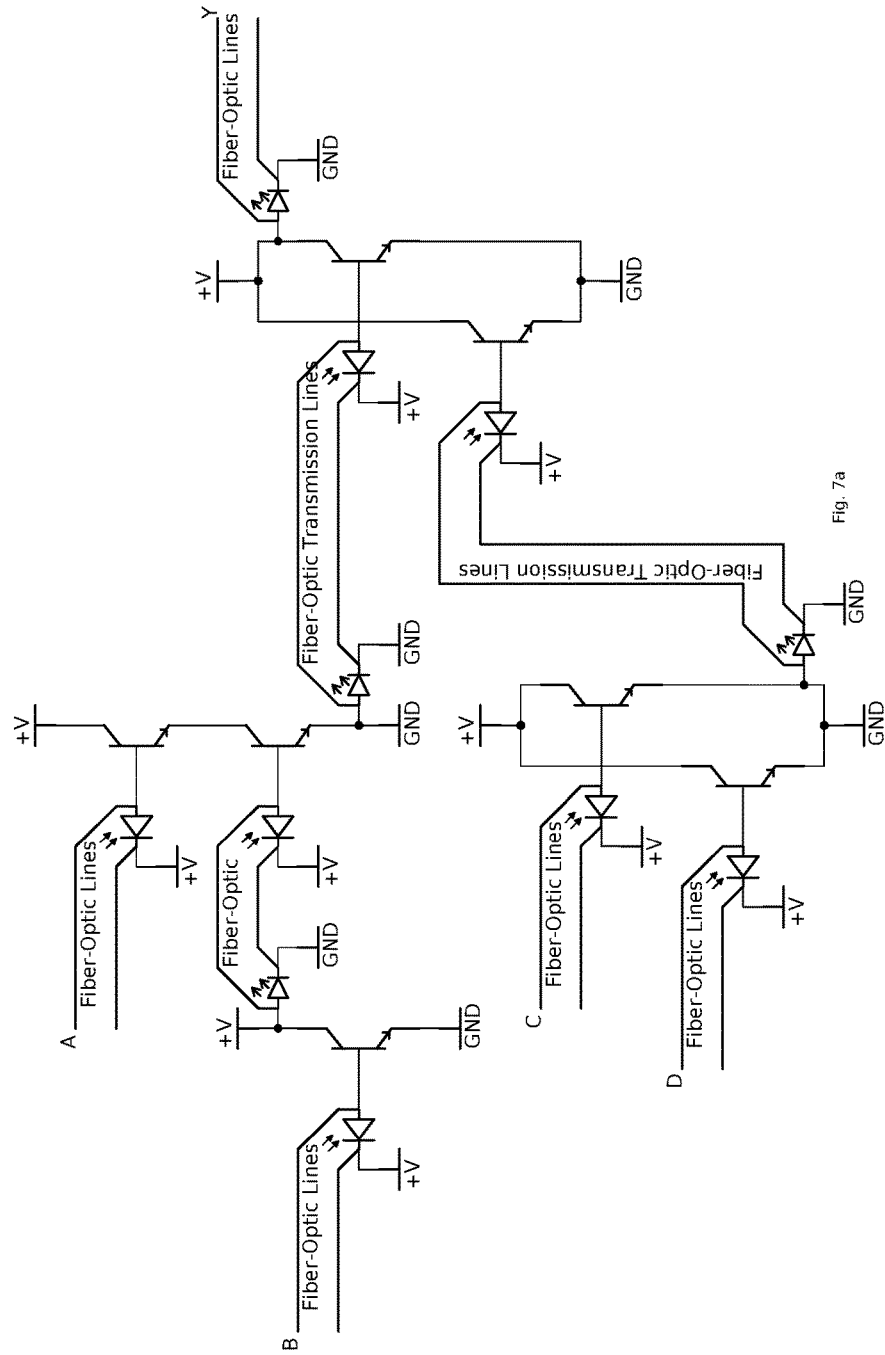 Y
Fiber-Optic Lines
GND
+V
GND
Fiber-Optic Transmission Lines
+V
+V
Fiber-Optic Transmission Lines
Fig. 7a
GND
GND
+V
GND
+V
GND
A
Fiber-Optic Lines
+V
Fiber-Optic
+V
GND
+V
GND
B
Fiber-Optic Lines
+V
C
Fiber-Optic Lines
+V
D
Fiber-Optic Lines
+V